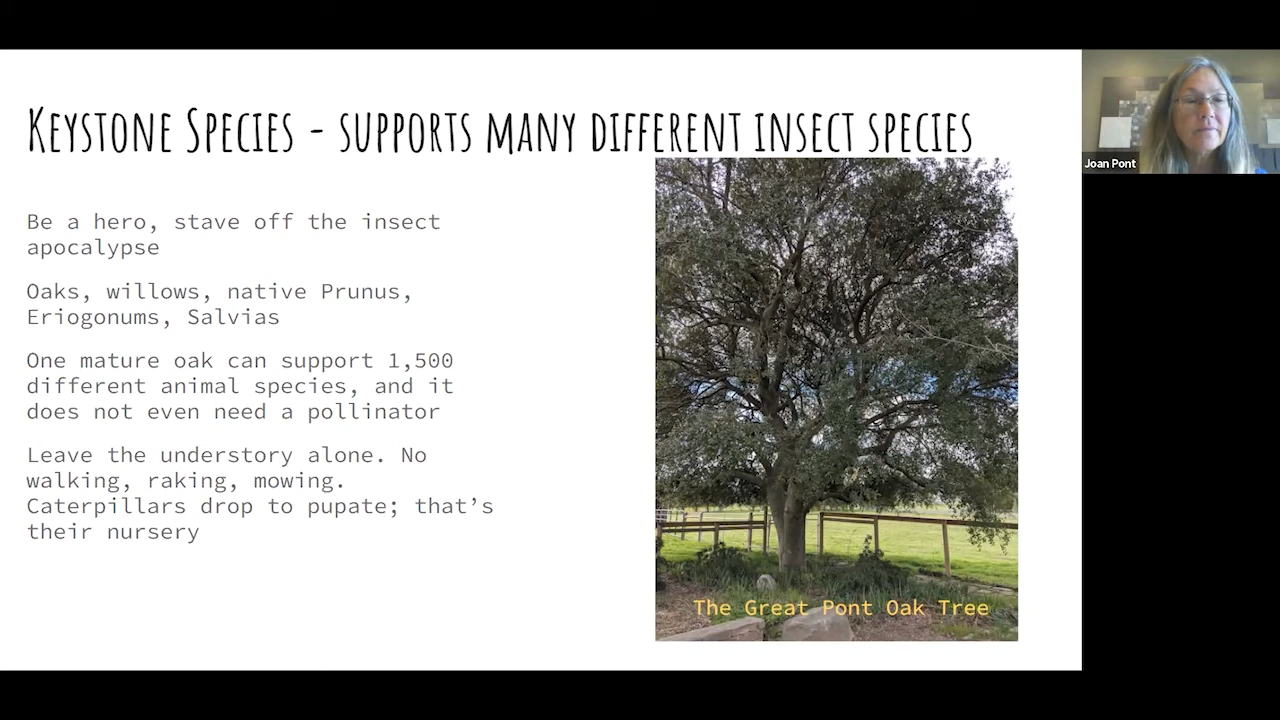 Keystone Species - supports many different insect species
Joan Pont
Be a hero, stave off the insect
apocalypse
Oaks, willows, native Prunus,
Eriogonums, Salvias
One mature oak can support 1,500
different animal species, and it
does not even need a pollinator
Leave the understory alone. No
walking, raking, mowing.
Caterpillars drop to pupate; that’s
their nursery
The Great Pont Oak Tree